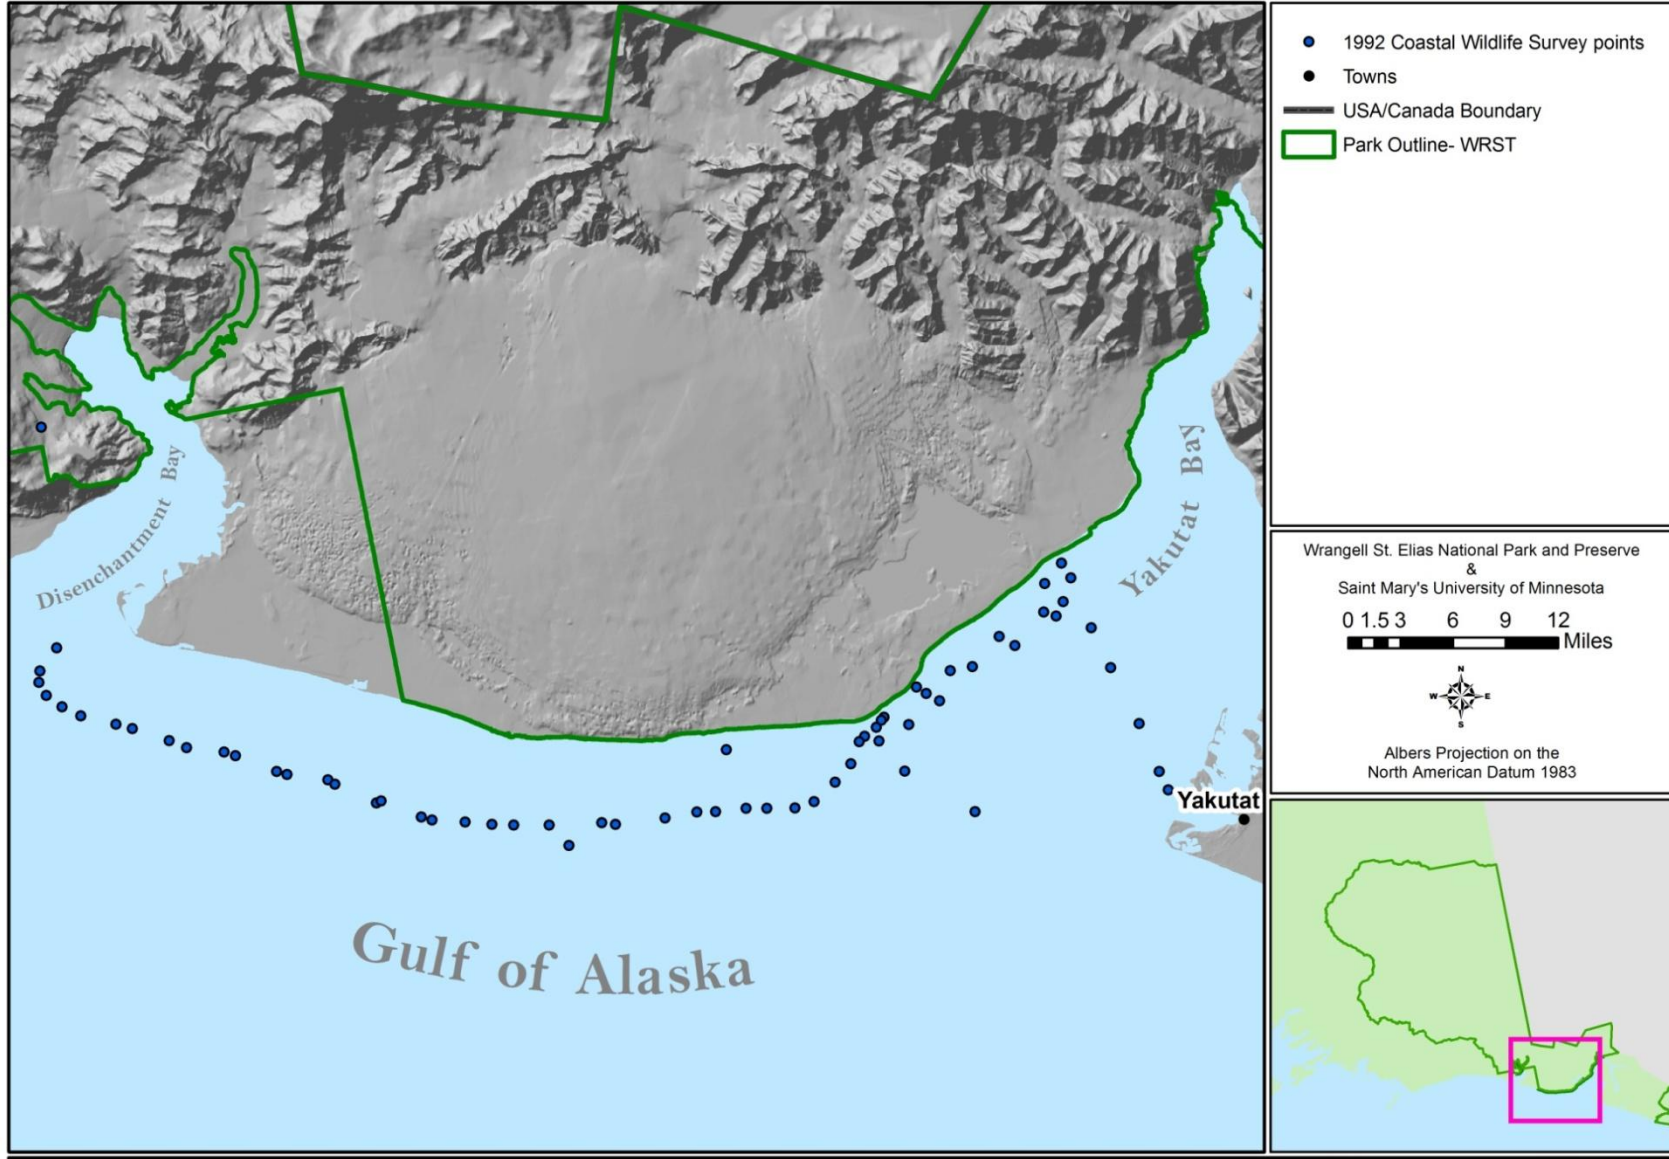 1992 Coastal Wildlife Survey points
Towns
USA/Canada Boundary
Park Outline- WRST
Disenchantment Bay
Yakutat Bay
Yakutat
Gulf of Alaska
Wrangell St. Elias National Park and Preserve
&
Saint Mary's University of Minnesota
0 1.5 3 6 9 12
Miles
N
W E
S
Albers Projection on the
North American Datum 1983